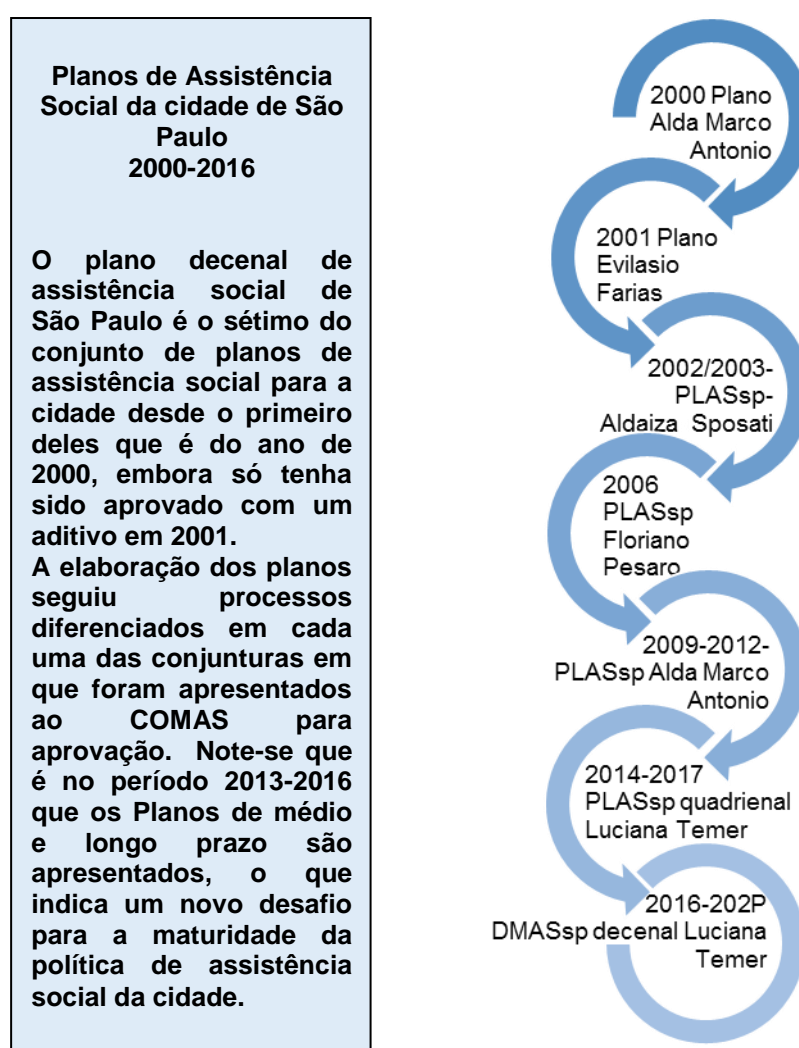 Planos de Assistência
Social da cidade de São
Paulo
2000-2016
O plano decenal de
assistência social de
São Paulo é o sétimo do
conjunto de planos de
assistência social para a
cidade desde o primeiro
deles que é do ano de
2000, embora só tenha
sido aprovado com um
aditivo em 2001.
A elaboração dos planos
seguiu processos
diferenciados em cada
uma das conjunturas em
que foram apresentados
ao COMAS para
aprovação. Note-se que
é no período 2013-2016
que os Planos de médio
e longo prazo são
apresentados, o que
indica um novo desafio
para a maturidade da
política de assistência
social da cidade.
2000 Plano
Alda Marco
Antonio
2001 Plano
Evilasio
Farias
2002/2003-
PLASsp-
Aldaiza Sposati
2006
PLASsp
Floriano
Pesaro
2009-2012-
PLASsp Alda Marco
Antonio
2014-2017
PLASsp quadrienal
Luciana Temer
2016-202P
DMASsp decenal Luciana
Temer